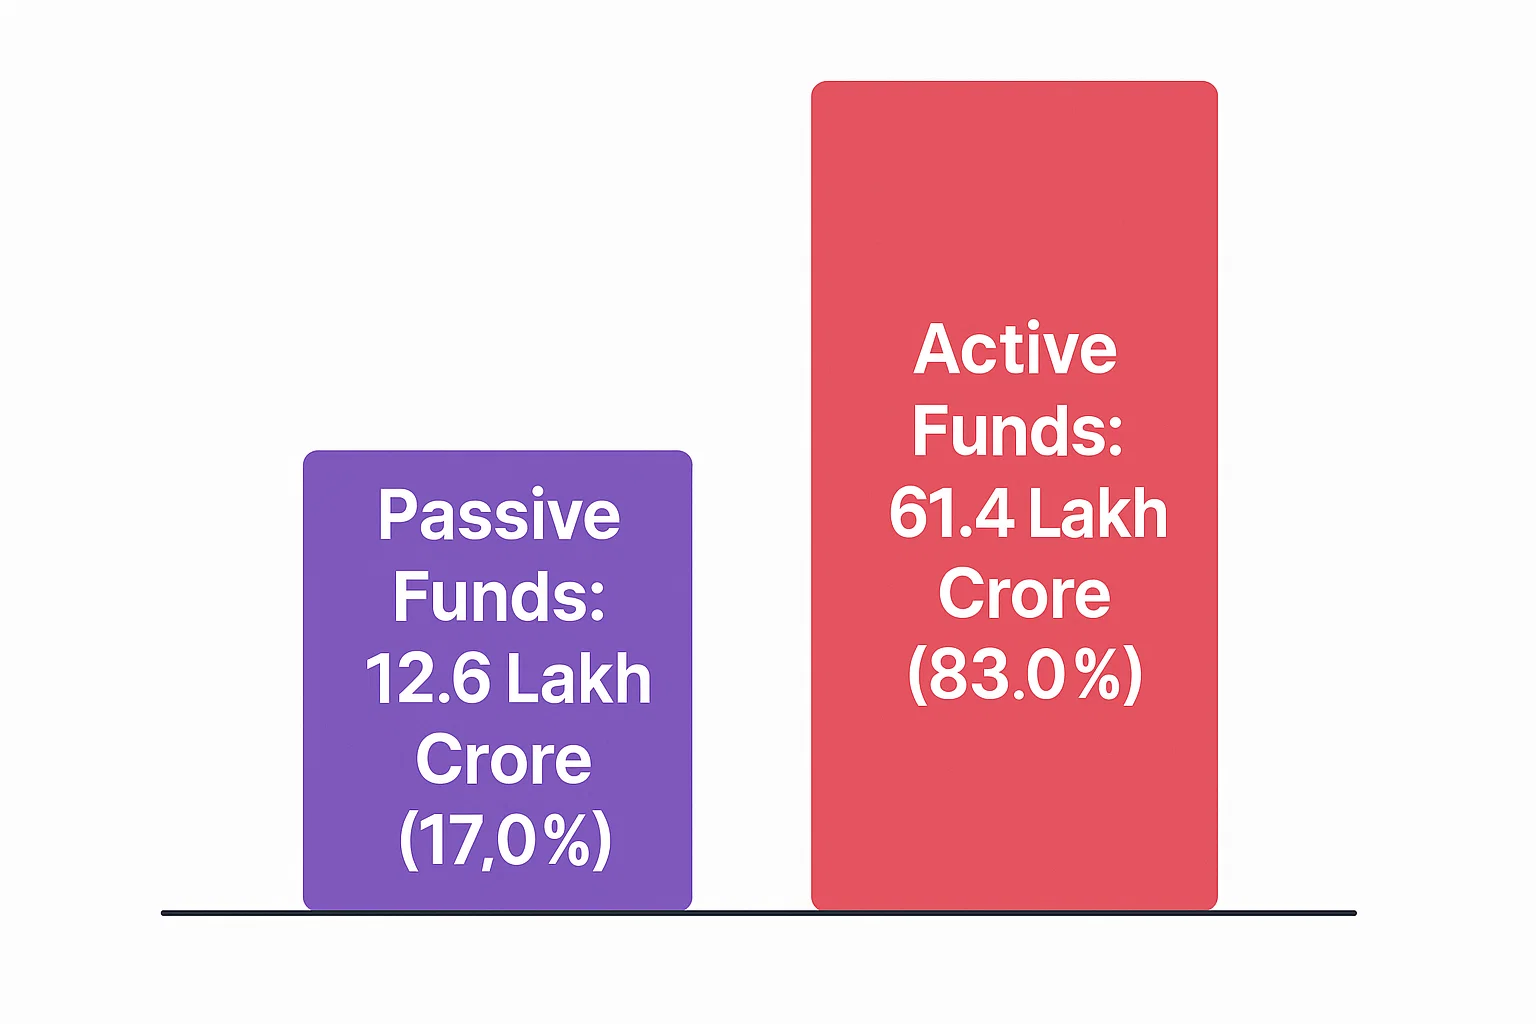 Passive
Funds:
12.6 Lakh
Crore
(17,0%)
Active
Funds:
61.4 Lakh
Crore
(83.0%)